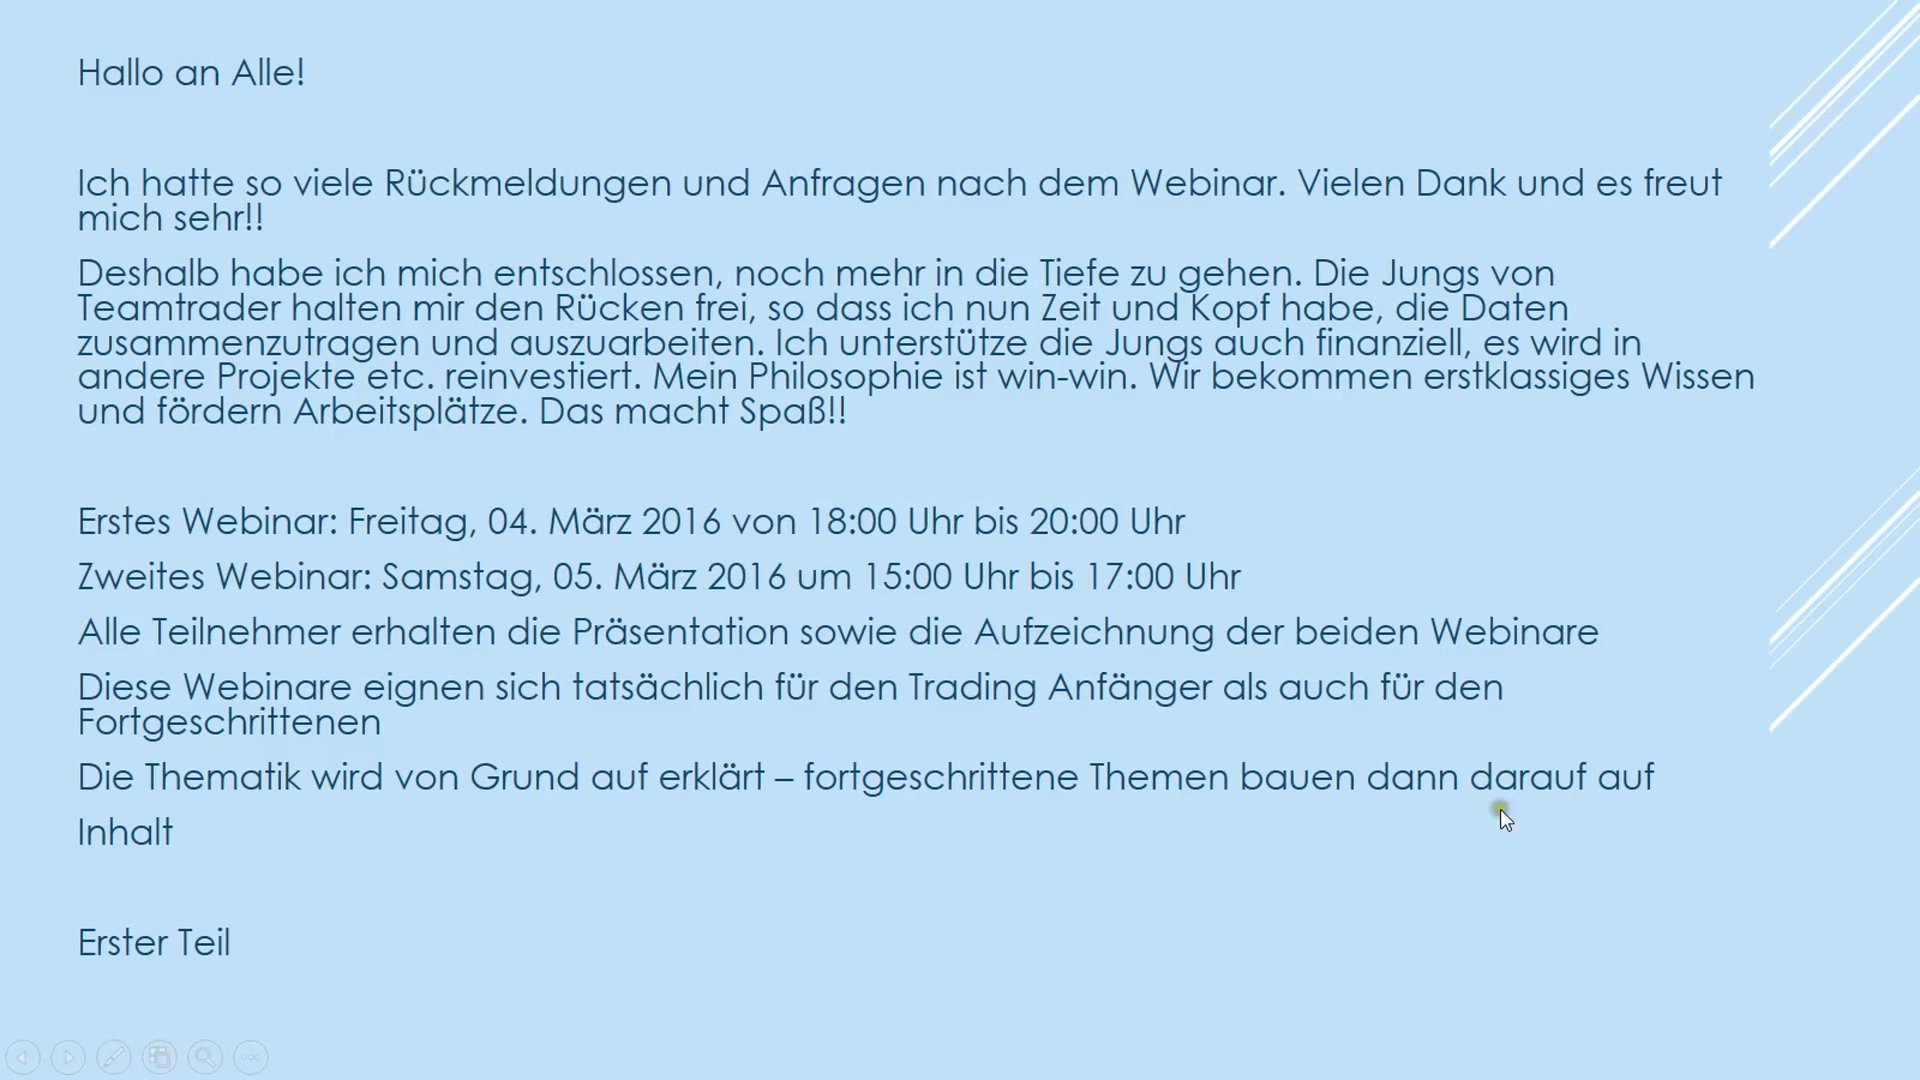 Hallo an Alle!
Ich hatte so viele Rückmeldungen und Anfragen nach dem Webinar. Vielen Dank und es freut
mich sehr!!
Deshalb habe ich mich entschlossen, noch mehr in die Tiefe zu gehen. Die Jungs von
Teamtrader halten mir den Rücken frei, so dass ich nun Zeit und Kopf habe, die Daten
zusammenzutragen und auszuarbeiten. Ich unterstütze die Jungs auch finanziell, es wird in
andere Projekte etc. reinvestiert. Mein Philosophie ist win-win. Wir bekommen erstklassiges Wissen
und fördern Arbeitsplätze. Das macht Spaß!!
Erstes Webinar: Freitag, 04. März 2016 von 18:00 Uhr bis 20:00 Uhr
Zweites Webinar: Samstag, 05. März 2016 um 15:00 Uhr bis 17:00 Uhr
Alle Teilnehmer erhalten die Präsentation sowie die Aufzeichnung der beiden Webinare
Diese Webinare eignen sich tatsächlich für den Trading Anfänger als auch für den
Fortgeschrittenen
Die Thematik wird von Grund auf erklärt – fortgeschrittene Themen bauen dann darauf auf
Inhalt
Erster Teil